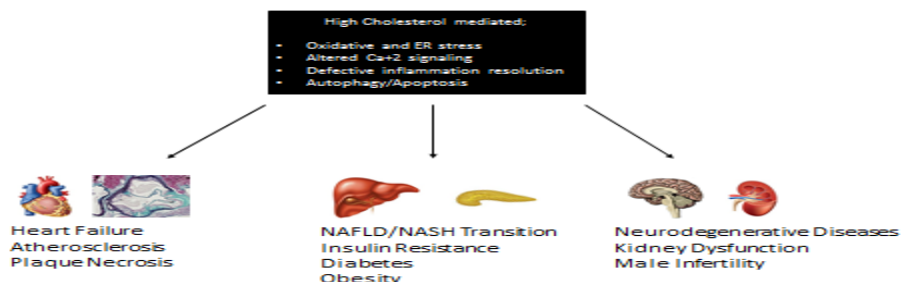 High Cholesterol mediated;
• Oxidative and ER stress
• Altered Ca+2 signaling
• Defective inflammation resolution
• Autophagy/Apoptosis
Heart Failure
Atherosclerosis
Plaque Necrosis
NAFLD/NASH Transition
Insulin Resistance
Diabetes
Obesity
Neurodegenerative Diseases
Kidney Dysfunction
Male Infertility